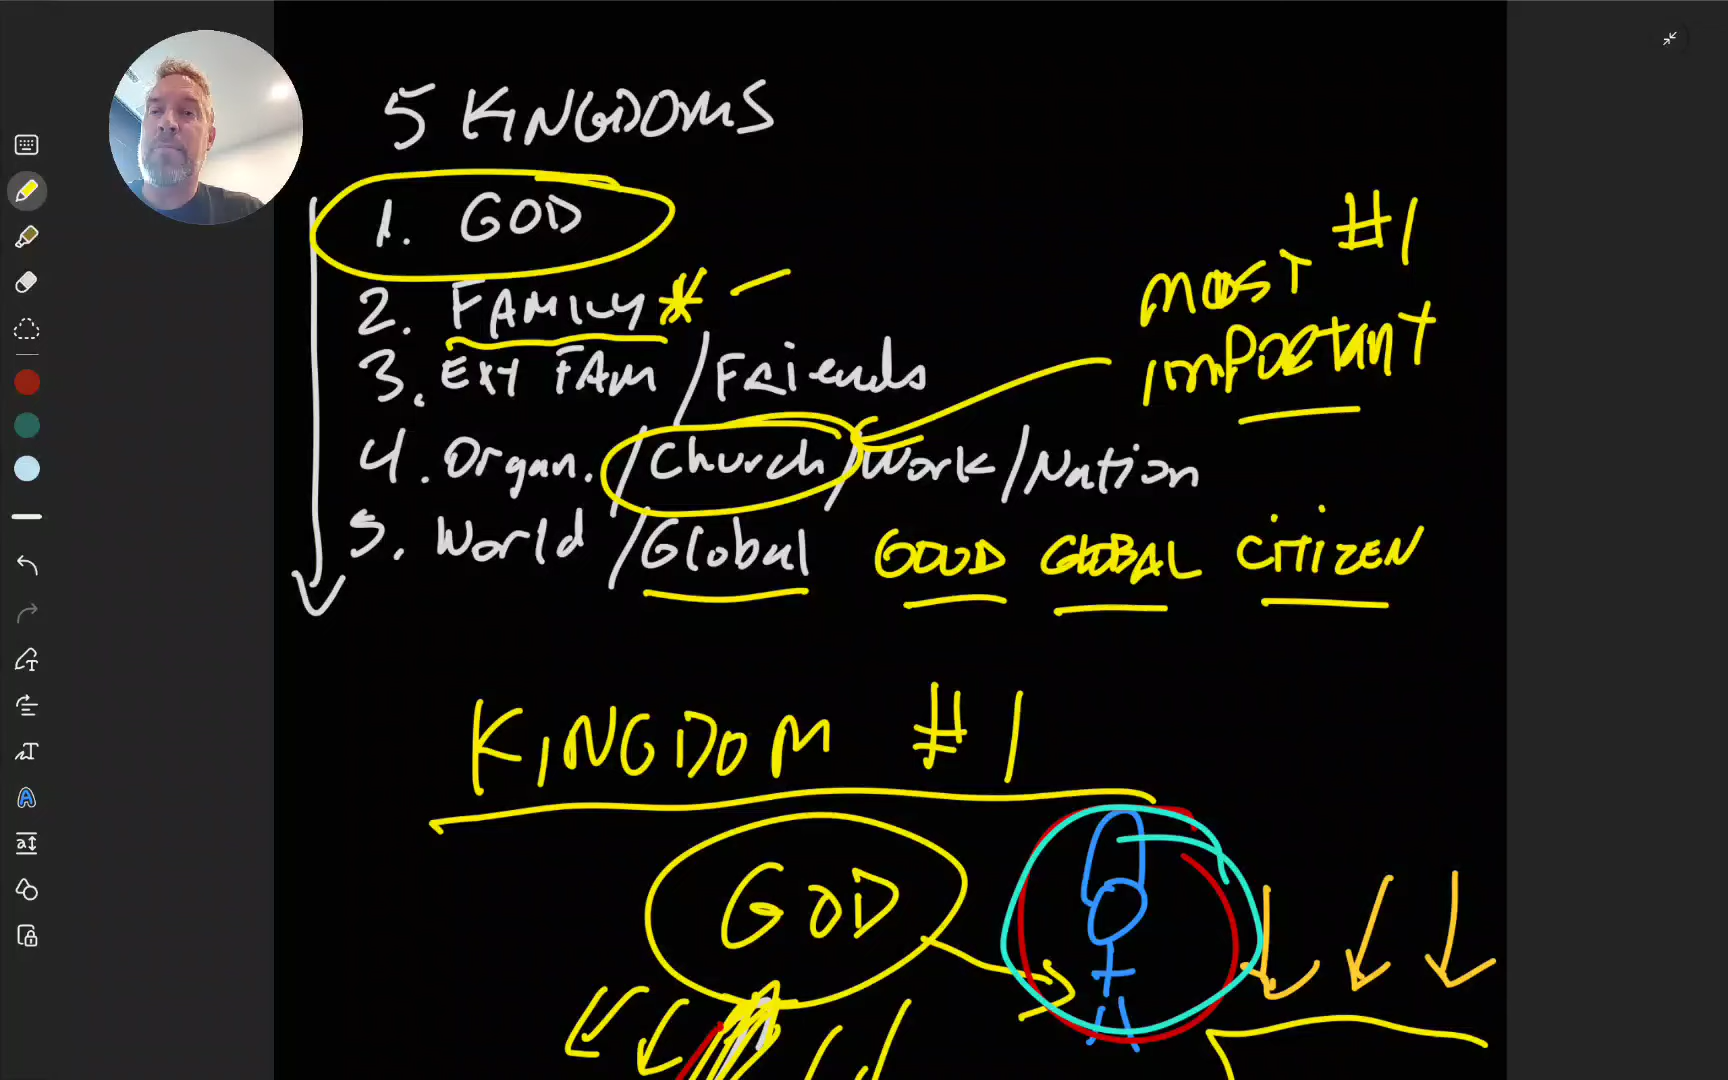 5 KINGDOMS
1. GOD
#1
2. FAMILY*
MOST
IMPORTANT
3. EXT FAM / Friends
4. Organ. / Church / Work / Nation
5. World / Global GOOD GLOBAL CITIZEN
KINGDOM #1
GOD